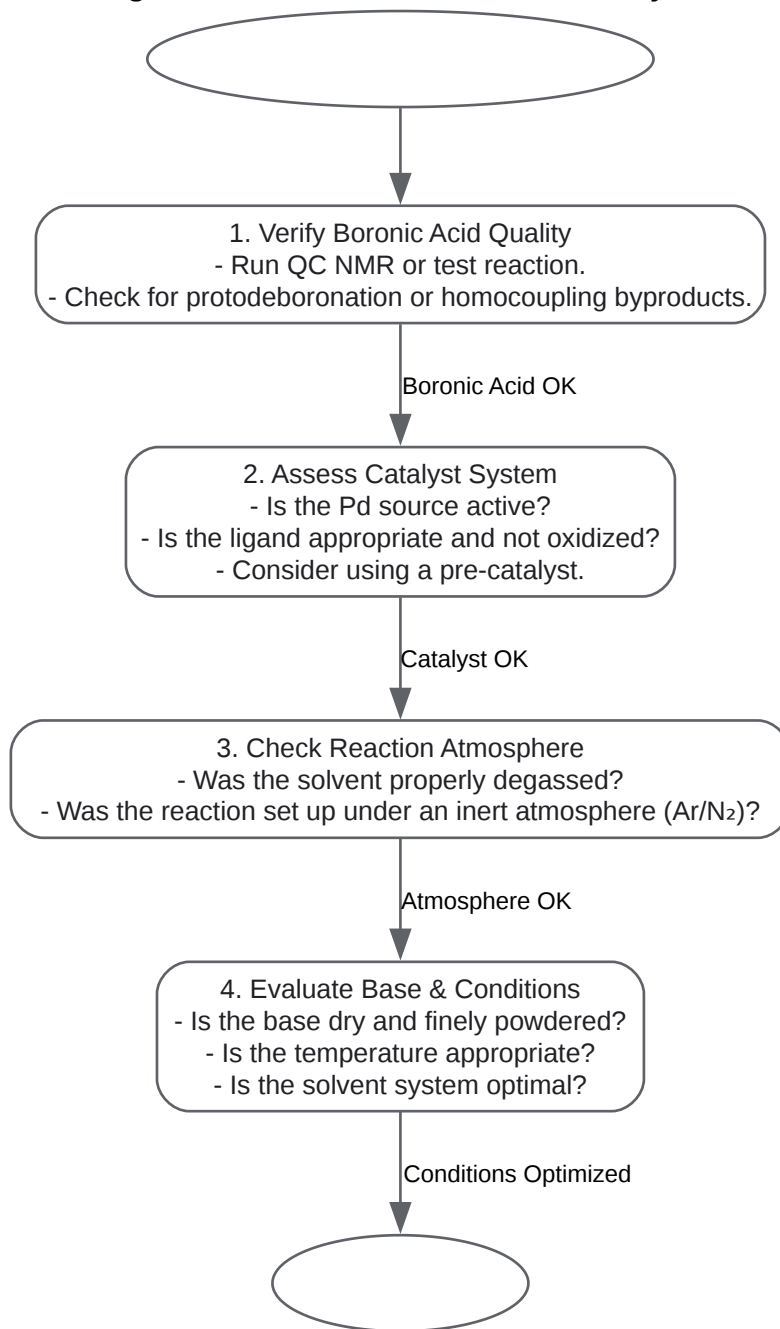 1. Verify Boronic Acid Quality
- Run QC NMR or test reaction.
- Check for protodeboronation or homocoupling byproducts.
Boronic Acid OK
2. Assess Catalyst System
- Is the Pd source active?
- Is the ligand appropriate and not oxidized?
- Consider using a pre-catalyst.
Catalyst OK
3. Check Reaction Atmosphere
- Was the solvent properly degassed?
- Was the reaction set up under an inert atmosphere (Ar/N₂)?
Atmosphere OK
4. Evaluate Base & Conditions
- Is the base dry and finely powdered?
- Is the temperature appropriate?
- Is the solvent system optimal?
Conditions Optimized